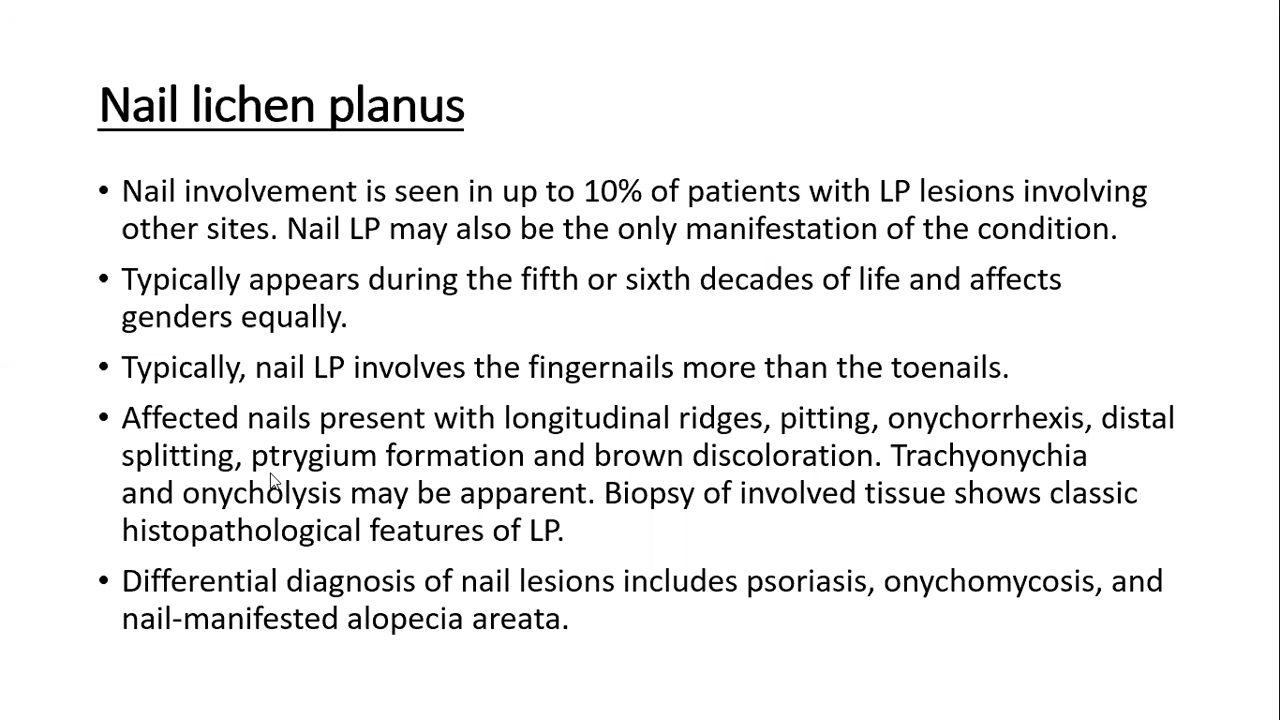 Nail lichen planus
• Nail involvement is seen in up to 10% of patients with LP lesions involving
other sites. Nail LP may also be the only manifestation of the condition.
• Typically appears during the fifth or sixth decades of life and affects
genders equally.
• Typically, nail LP involves the fingernails more than the toenails.
• Affected nails present with longitudinal ridges, pitting, onychorrhexis, distal
splitting, ptrygium formation and brown discoloration. Trachyonychia
and onycholysis may be apparent. Biopsy of involved tissue shows classic
histopathological features of LP.
• Differential diagnosis of nail lesions includes psoriasis, onychomycosis, and
nail-manifested alopecia areata.